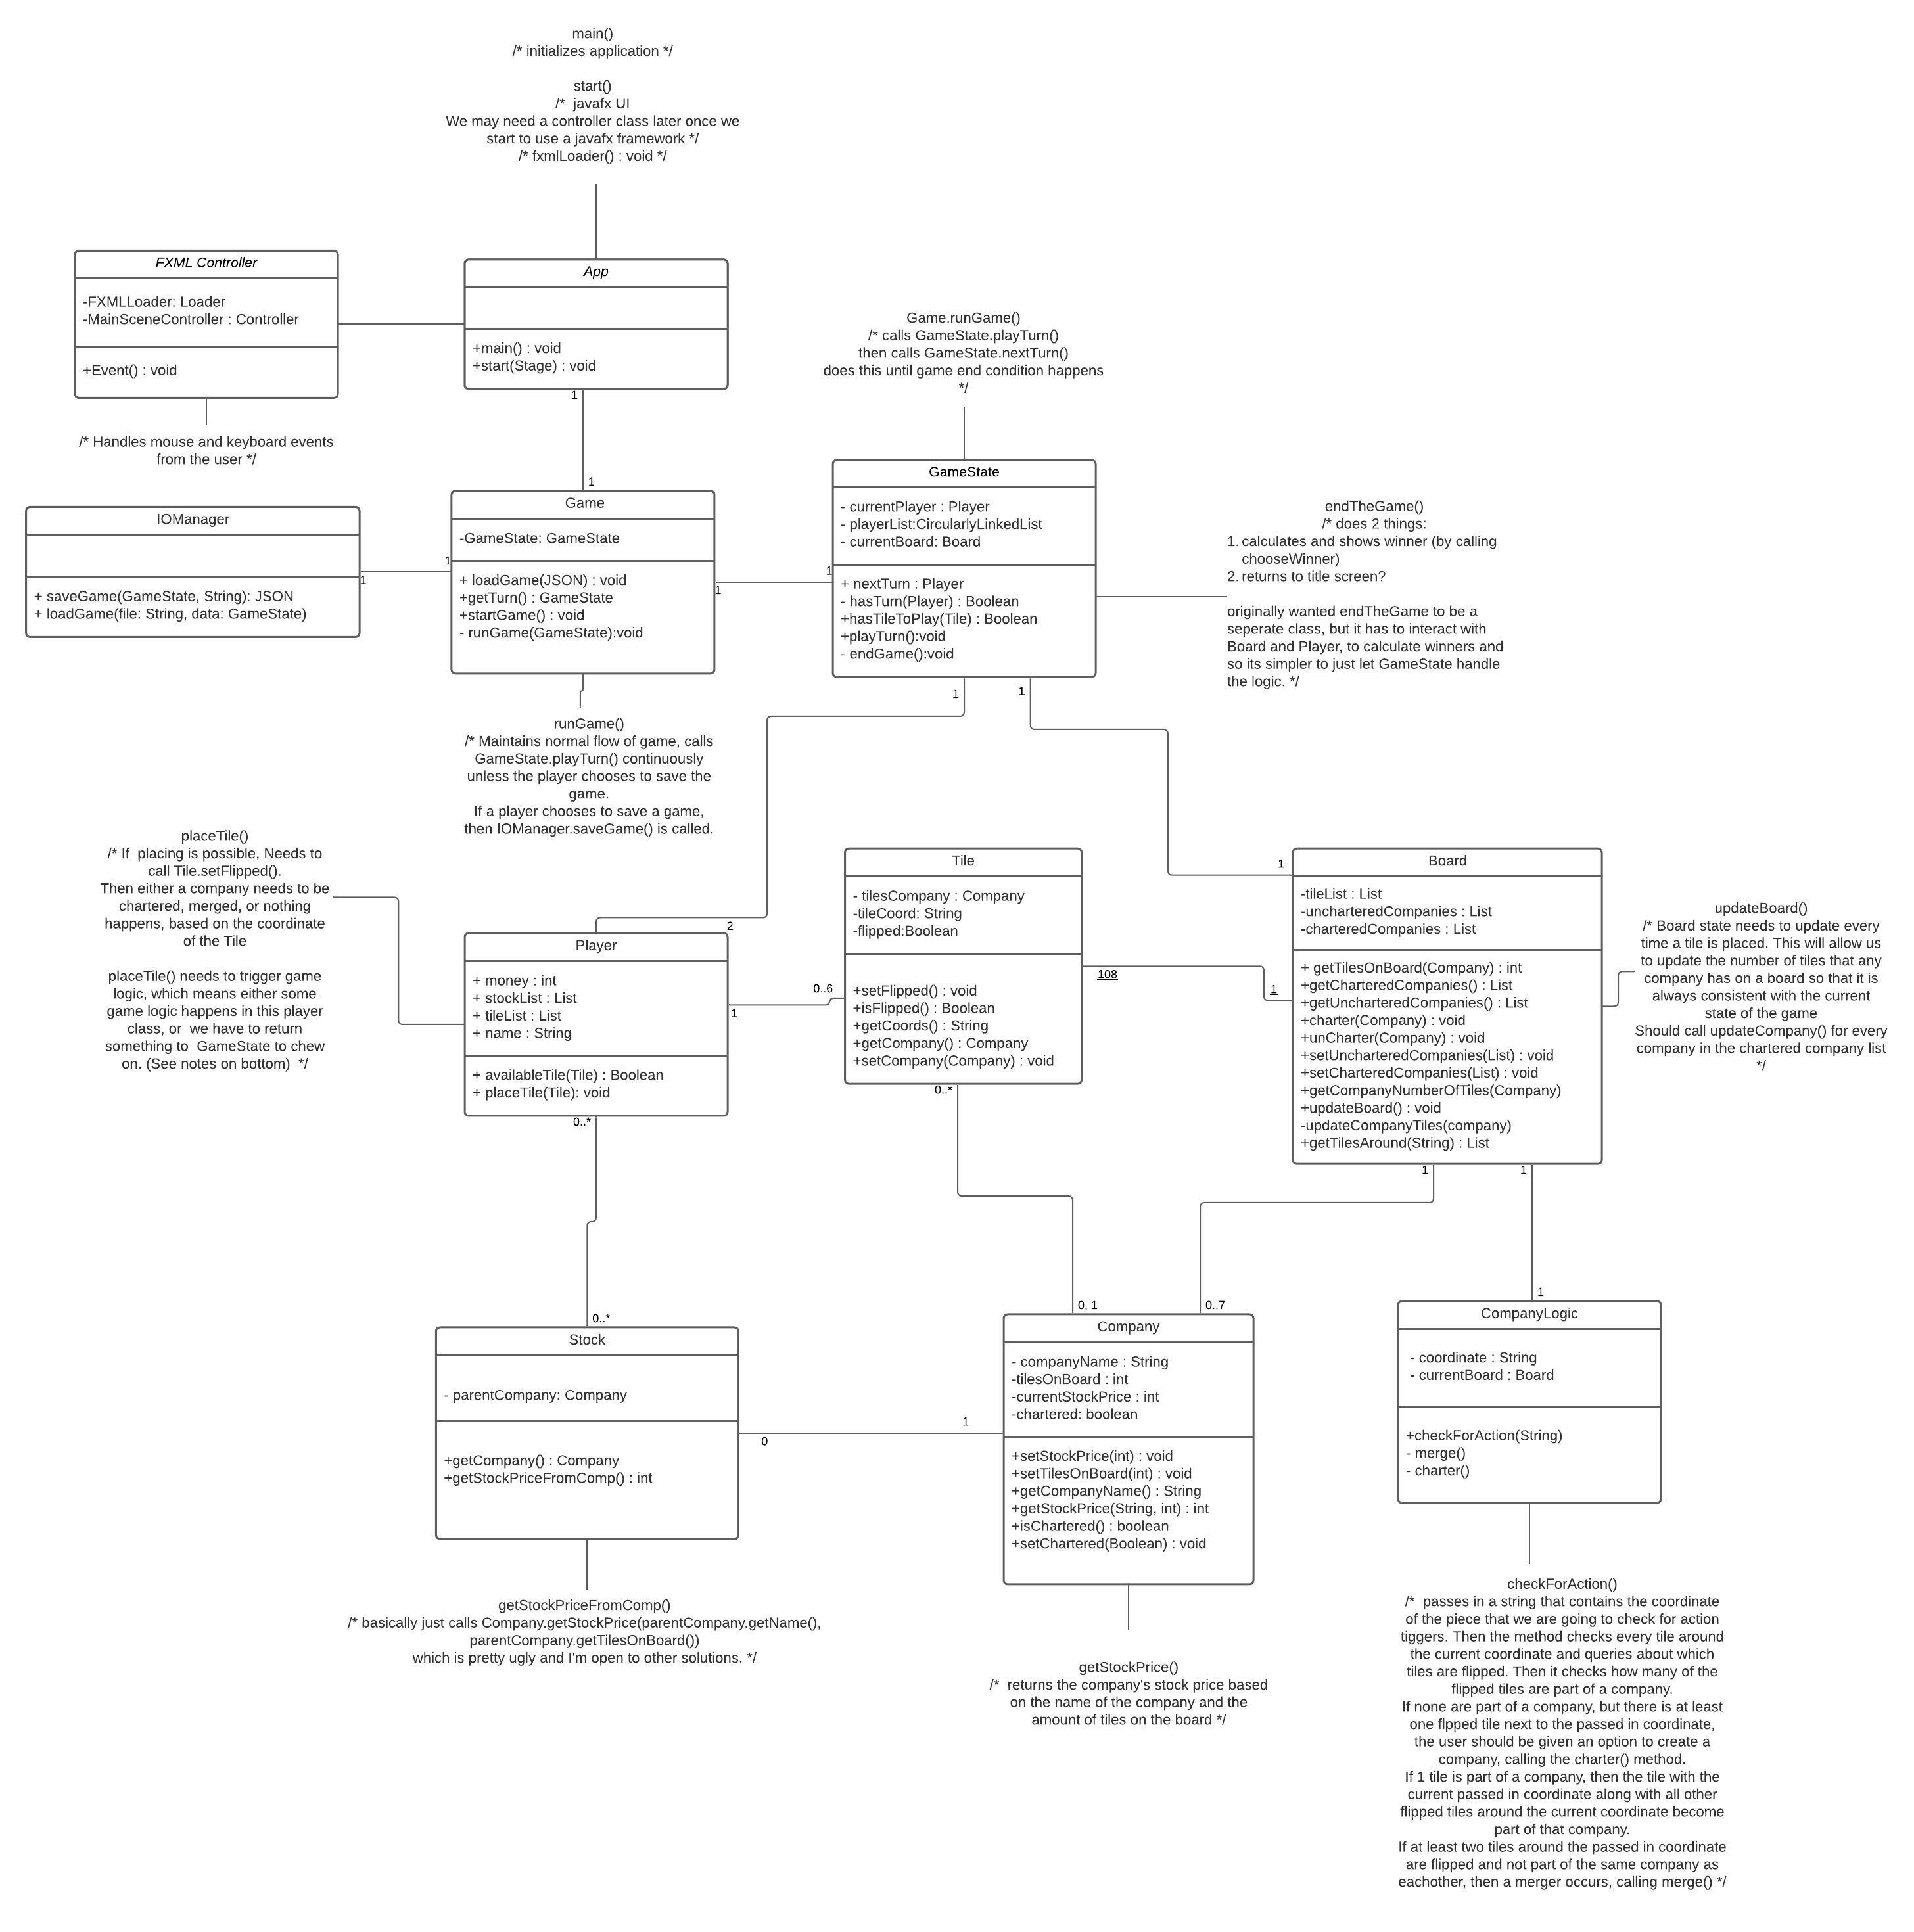 main()
/* initializes application */
start()
/*  javafx UI
We may need a controller class later once we
start to use a javafx framework */
/* fxmlLoader() : void */
FXML Controller
-FXMLLoader: Loader
-MainSceneController : Controller
+Event() : void
/* Handles mouse and keyboard events
from the user */
App
+main() : void
+start(Stage) : void
1
1
Game.runGame()
/* calls GameState.playTurn()
then calls GameState.nextTurn()
does this until game end condition happens
*/
IOManager
+ saveGame(GameState, String): JSON
+ loadGame(file: String, data: GameState)
1
1
Game
-GameState: GameState
+ loadGame(JSON) : void
+getTurn() : GameState
+startGame() : void
- runGame(GameState):void
1
1
GameState
- currentPlayer : Player
- playerList:CircularlyLinkedList
- currentBoard: Board
+ nextTurn : Player
- hasTurn(Player) : Boolean
+hasTileToPlay(Tile) : Boolean
+playTurn():void
- endGame():void
1
1
endTheGame()
/* does 2 things:
1. calculates and shows winner (by calling
chooseWinner)
2. returns to title screen?
originally wanted endTheGame to be a
seperate class, but it has to interact with
Board and Player, to calculate winners and
so its simpler to just let GameState handle
the logic. */
runGame()
/* Maintains normal flow of game, calls
GameState.playTurn() continuously
unless the player chooses to save the
game.
If a player chooses to save a game,
then IOManager.saveGame() is called.
placeTile()
/* If  placing is possible, Needs to
call Tile.setFlipped().
Then either a company needs to be
chartered, merged, or nothing
happens, based on the coordinate
of the Tile
placeTile() needs to trigger game
logic, which means either some
game logic happens in this player
class, or  we have to return
something to  GameState to chew
on. (See notes on bottom)  */
2
Player
+ money : int
+ stockList : List
+ tileList : List
+ name : String
+ availableTile(Tile) : Boolean
+ placeTile(Tile): void
1
0..6
0..*
Tile
- tilesCompany : Company
-tileCoord: String
-flipped:Boolean
+setFlipped() : void
+isFlipped() : Boolean
+getCoords() : String
+getCompany() : Company
+setCompany(Company) : void
108
1
0..*
1
Board
-tileList : List
-uncharteredCompanies : List
-charteredCompanies : List
+ getTilesOnBoard(Company) : int
+getCharteredCompanies() : List
+getUncharteredCompanies() : List
+charter(Company) : void
+unCharter(Company) : void
+setUncharteredCompanies(List) : void
+setCharteredCompanies(List) : void
+getCompanyNumberOfTiles(Company)
+updateBoard() : void
-updateCompanyTiles(company)
+getTilesAround(String) : List
1
1
updateBoard()
/* Board state needs to update every
time a tile is placed. This will allow us
to update the number of tiles that any
company has on a board so that it is
always consistent with the current
state of the game
Should call updateCompany() for every
company in the chartered company list
*/
0..*
Stock
- parentCompany: Company
+getCompany() : Company
+getStockPriceFromComp() : int
0
1
getStockPriceFromComp()
/* basically just calls Company.getStockPrice(parentCompany.getName(),
parentCompany.getTilesOnBoard())
which is pretty ugly and I'm open to other solutions. */
0, 1
0..7
Company
- companyName : String
-tilesOnBoard : int
-currentStockPrice : int
-chartered: boolean
+setStockPrice(int) : void
+setTilesOnBoard(int) : void
+getCompanyName() : String
+getStockPrice(String, int) : int
+isChartered() : boolean
+setChartered(Boolean) : void
getStockPrice()
/*  returns the company's stock price based
on the name of the company and the
amount of tiles on the board */
1
CompanyLogic
- coordinate : String
- currentBoard : Board
+checkForAction(String)
- merge()
- charter()
checkForAction()
/*  passes in a string that contains the coordinate
of the piece that we are going to check for action
tiggers. Then the method checks every tile around
the current coordinate and queries about which
tiles are flipped. Then it checks how many of the
flipped tiles are part of a company.
If none are part of a company, but there is at least
one flpped tile next to the passed in coordinate,
the user should be given an option to create a
company, calling the charter() method.
If 1 tile is part of a company, then the tile with the
current passed in coordinate along with all other
flipped tiles around the current coordinate become
part of that company.
If at least two tiles around the passed in coordinate
are flipped and not part of the same company as
eachother, then a merger occurs, calling merge() */